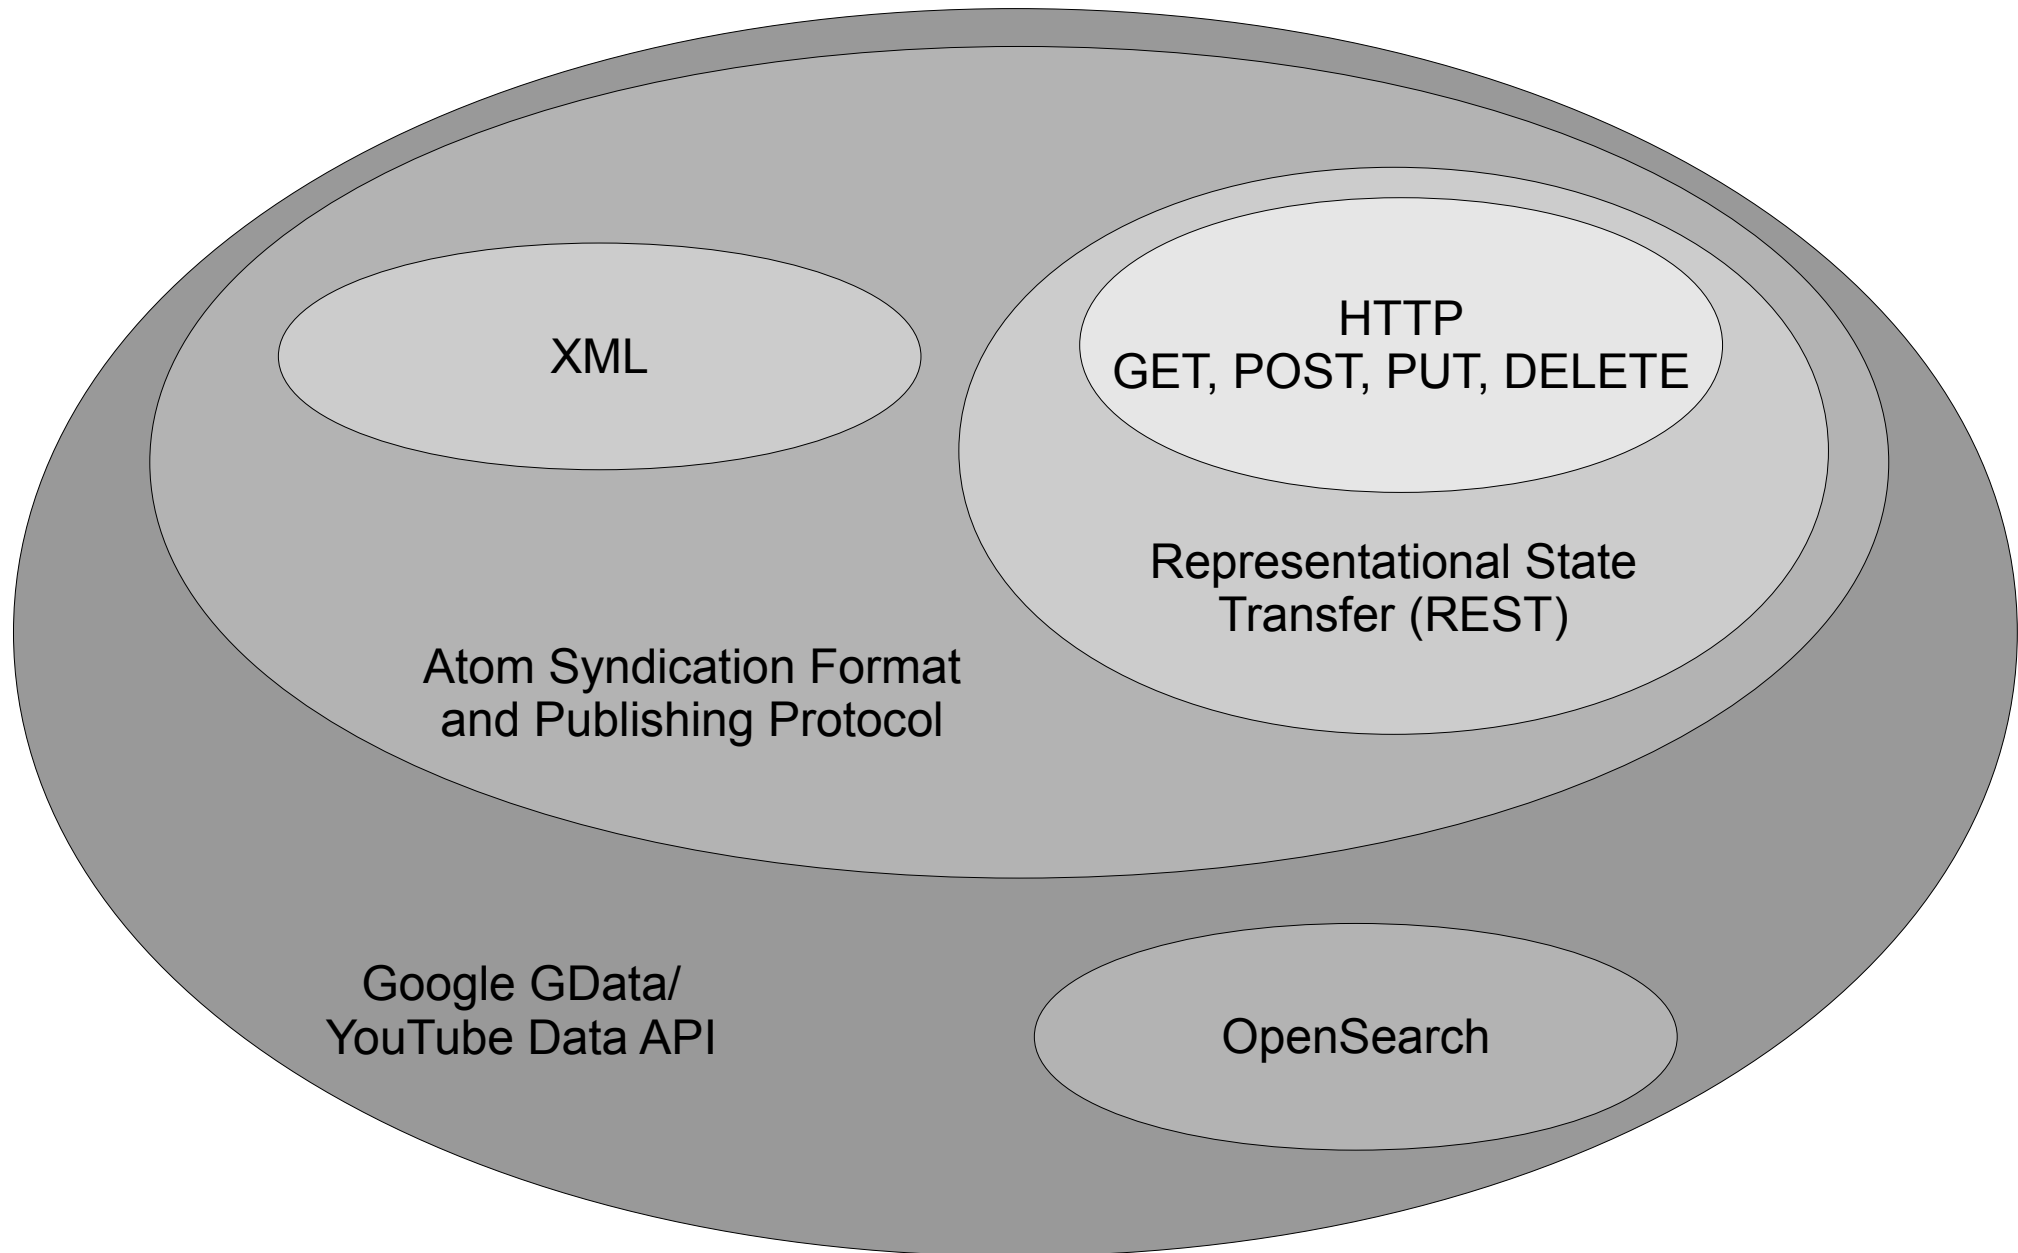 XML
HTTP
GET, POST, PUT, DELETE
Representational State
Transfer (REST)
Atom Syndication Format
and Publishing Protocol
Google GData/
YouTube Data API
OpenSearch